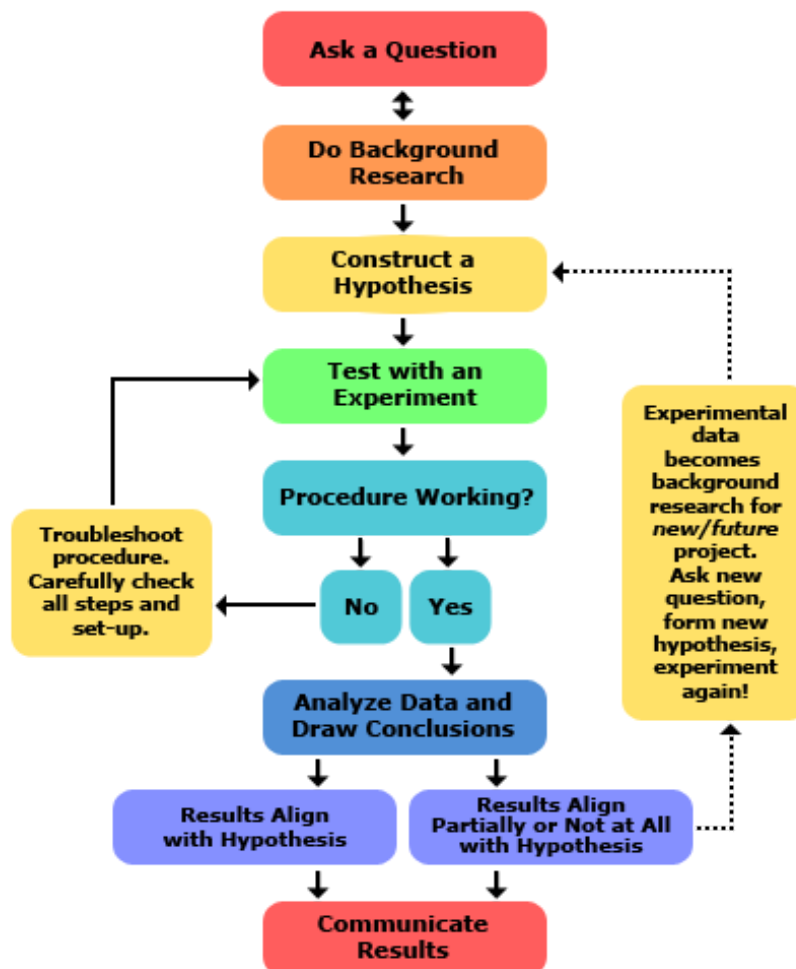 Ask a Question
Do Background
Research
Construct a
Hypothesis
Test with an
Experiment
Procedure Working?
Troubleshoot
procedure.
Carefully check
all steps and
set-up.
No
Yes
Experimental
data
becomes
background
research for
new/future
project.
Ask new
question,
form new
hypothesis,
experiment
again!
Analyze Data and
Draw Conclusions
Results Align
with Hypothesis
Results Align
Partially or Not at All
with Hypothesis
Communicate
Results